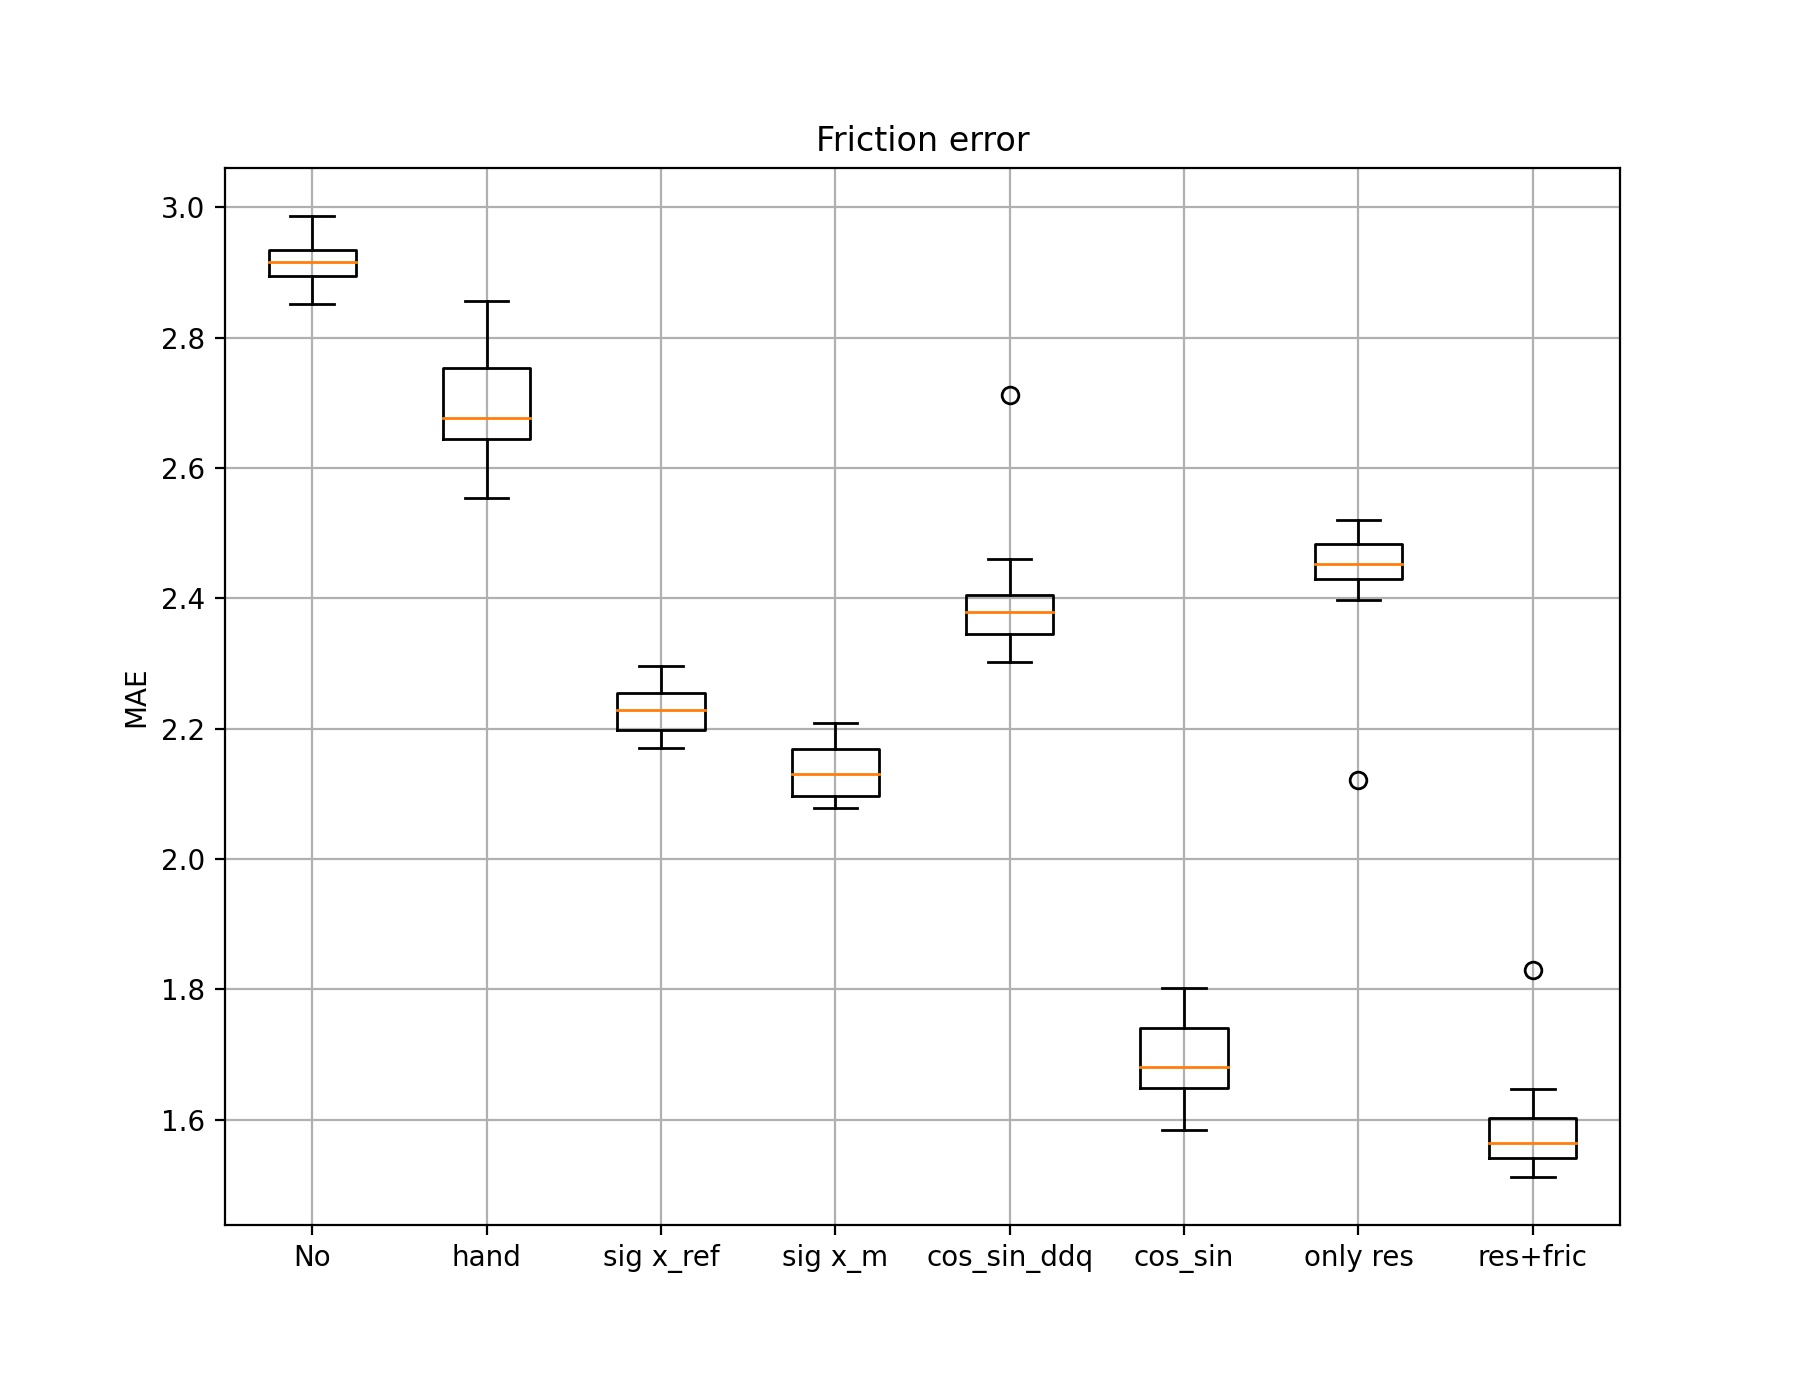 Friction error
MAE
3.0
2.8
2.6
2.4
2.2
2.0
1.8
1.6
No hand sig x_ref sig x_m cos_sin_ddq cos_sin only res res+fric